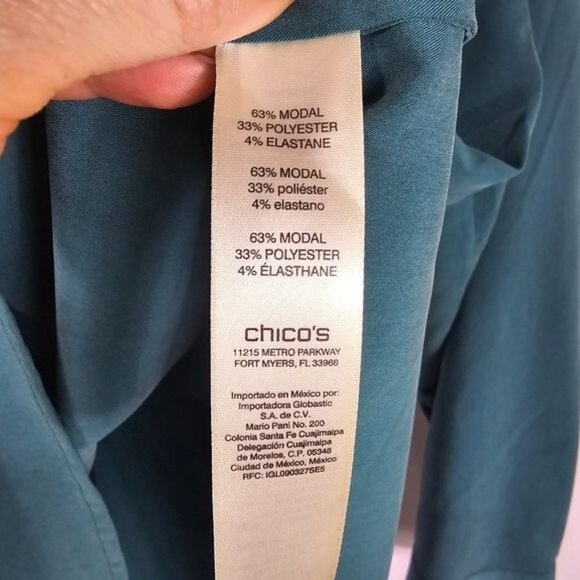 63% MODAL
33% POLYESTER
4% ELASTANE
63% MODAL
33% poliéster
4% elastano
63% MODAL
33% POLYESTER
4% ÉLASTHANE
chico's
11215 METRO PARKWAY
FORT MYERS, FL 33966
Importado en México por:
Importadora Globastic
S.A. de C.V.
Mario Pani No. 200
Colonia Santa Fe Cuajimalpa
Delegación Cuajimalpa
de Morelos, C.P. 05348
Ciudad de México, México
RFC: IGL090327SE5